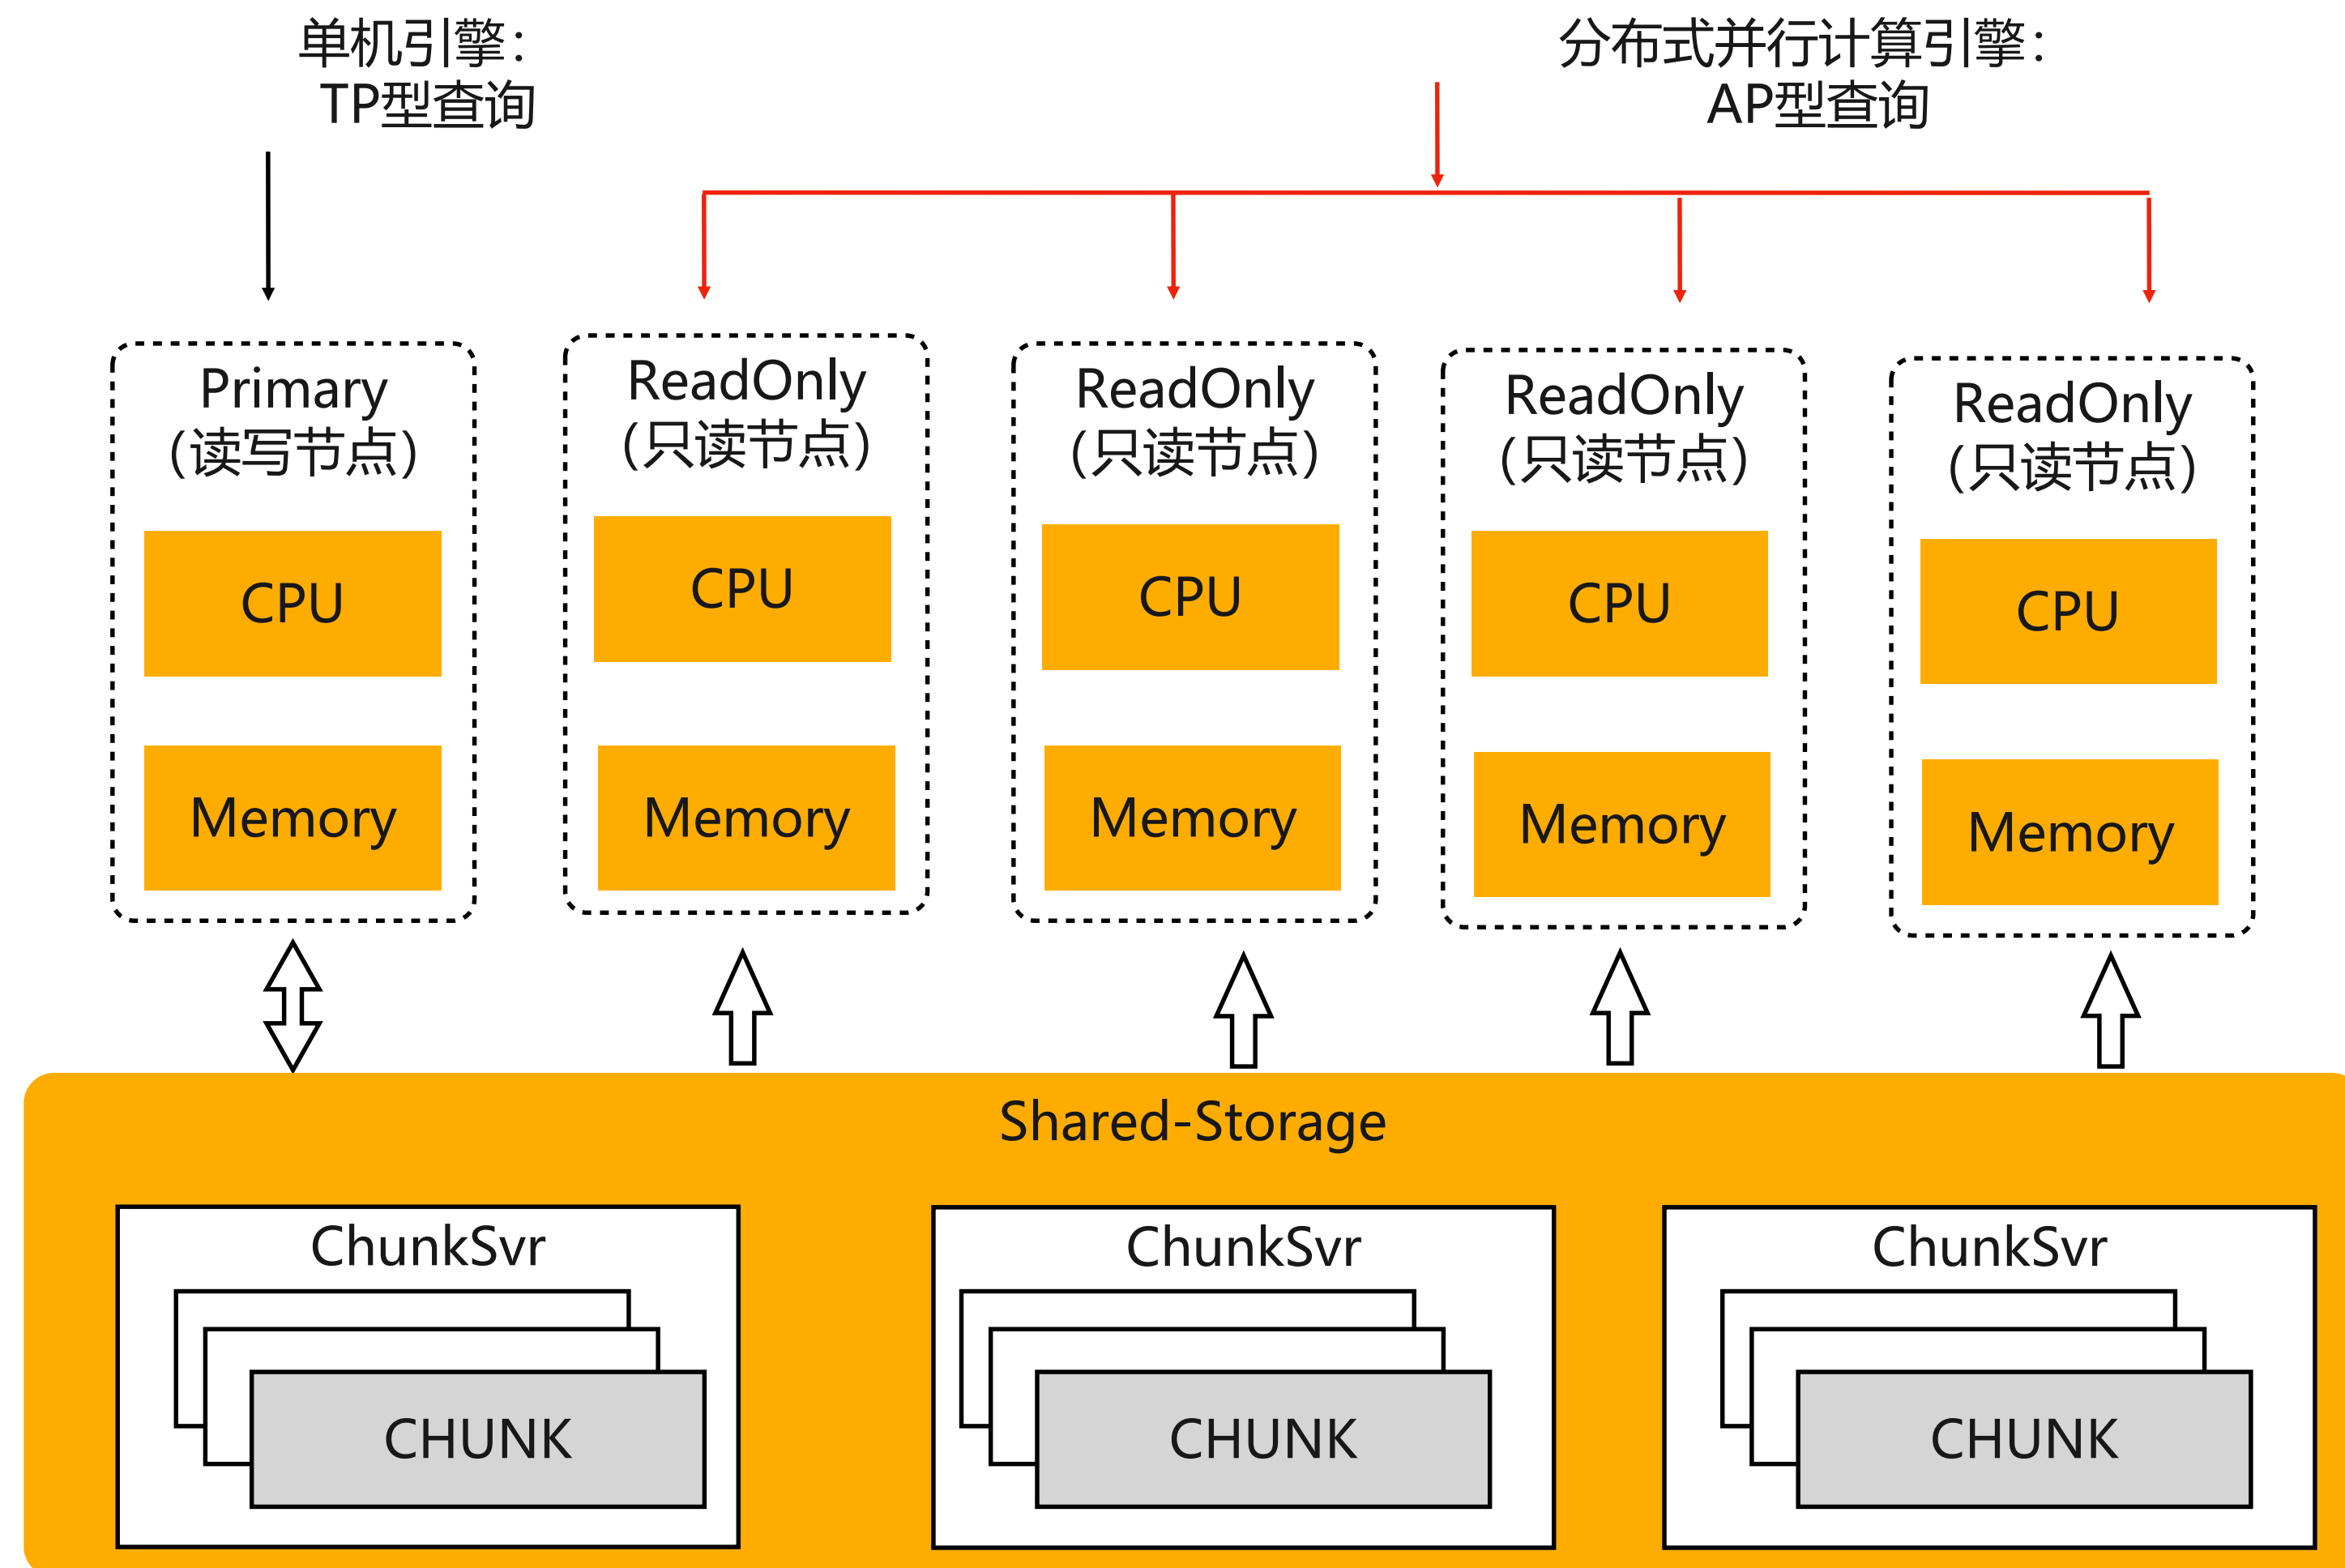 单机引擎：
TP型查询
分布式并行计算引擎：
AP型查询
Primary
(读写节点)
CPU
Memory
ReadOnly
(只读节点)
CPU
Memory
ReadOnly
(只读节点)
CPU
Memory
ReadOnly
(只读节点)
CPU
Memory
ReadOnly
(只读节点)
CPU
Memory
Shared-Storage
ChunkSvr
CHUNK
ChunkSvr
CHUNK
ChunkSvr
CHUNK